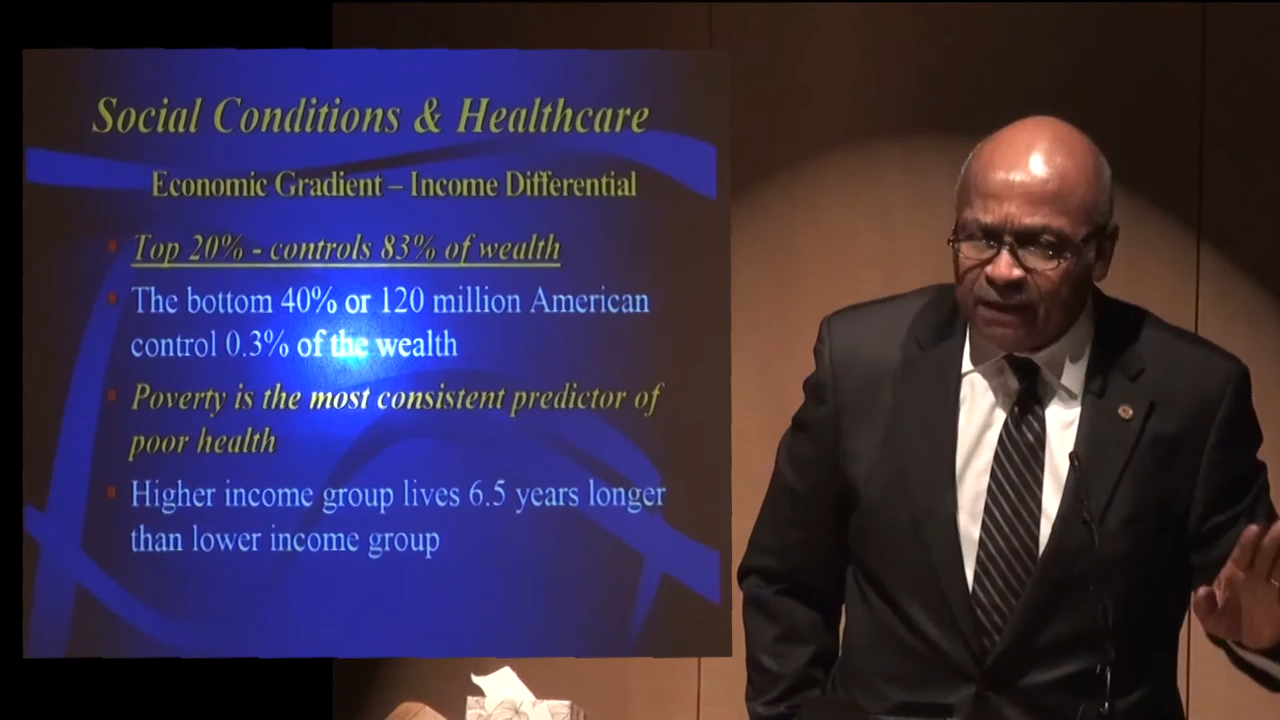 Social Conditions & Healthcare
Economic Gradient – Income Differential
Top 20% - controls 83% of wealth
The bottom 40% or 120 million American
control 0.3% of the wealth
Poverty is the most consistent predictor of
poor health
Higher income group lives 6.5 years longer
than lower income group